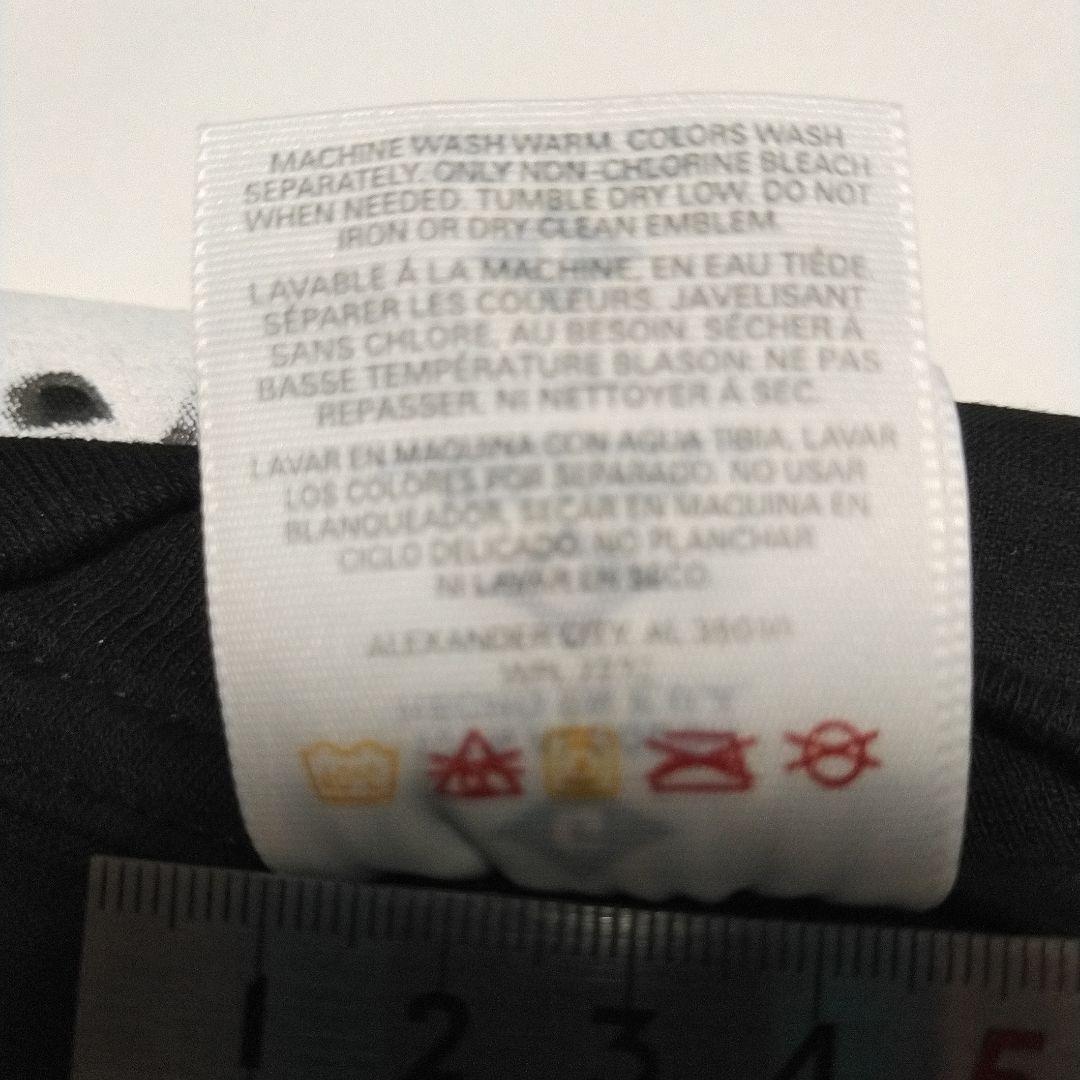 MACHINE WASH WARM. COLORS WASH
SEPARATELY. ONLY NON-CHLORINE BLEACH
WHEN NEEDED. TUMBLE DRY LOW. DO NOT
IRON OR DRY CLEAN EMBLEM.
LAVABLE À LA MACHINE, EN EAU TIÉDE.
SÉPARER LES COULEURS. JAVELISANT
SANS CHLORE, AU BESOIN. SÉCHER À
BASSE TEMPÉRATURE BLASON: NE PAS
REPASSER. NI NETTOYER À SEC.
LAVAR EN MAQUINA CON AGUA TIBIA, LAVAR
LOS COLORES POR SEPARADO. NO USAR
BLANQUEADOR, SECAR EN MAQUINA EN
CICLO DELICADO. NO PLANCHAR
NI LAVAR EN SECO.
ALEXANDER CITY, AL 35010
1 2 3 4 5